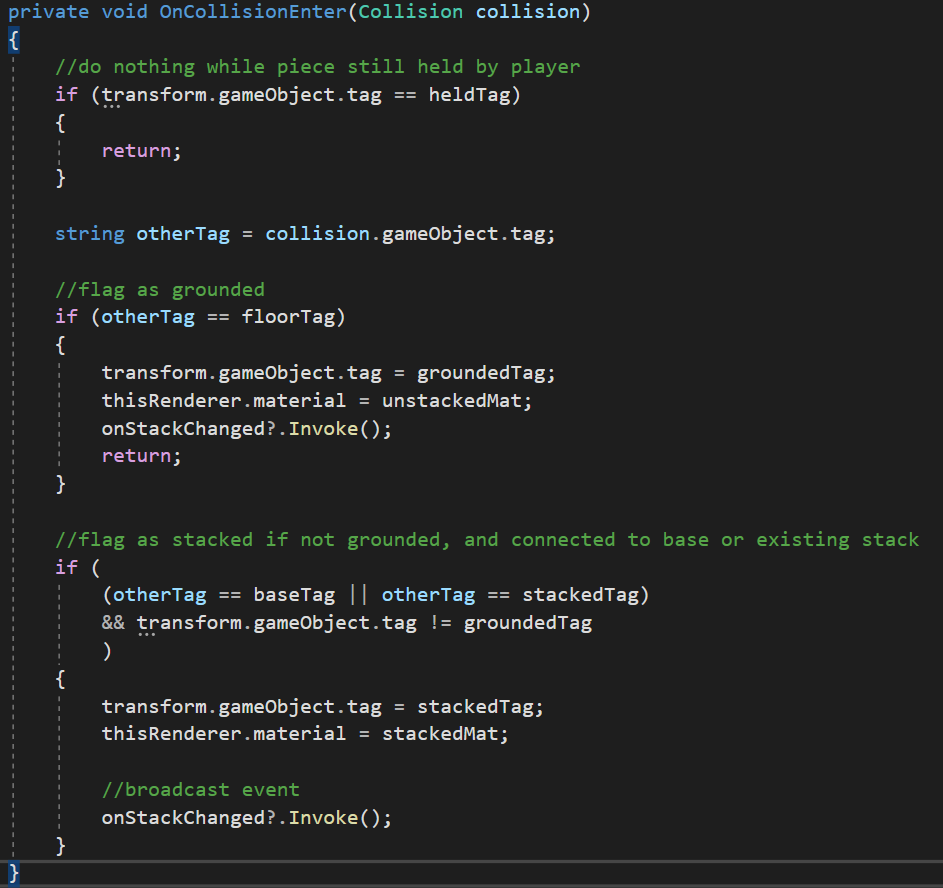 private void OnCollisionEnter(Collision collision)
{
    //do nothing while piece still held by player
    if (transform.gameObject.tag == heldTag)
    {
        return;
    }

    string otherTag = collision.gameObject.tag;

    //flag as grounded
    if (otherTag == floorTag)
    {
        transform.gameObject.tag = groundedTag;
        thisRenderer.material = unstackedMat;
        onStackChanged?.Invoke();
        return;
    }

    //flag as stacked if not grounded, and connected to base or existing stack
    if (
        (otherTag == baseTag || otherTag == stackedTag)
        && transform.gameObject.tag != groundedTag
        )
    {
        transform.gameObject.tag = stackedTag;
        thisRenderer.material = stackedMat;

        //broadcast event
        onStackChanged?.Invoke();
    }
}